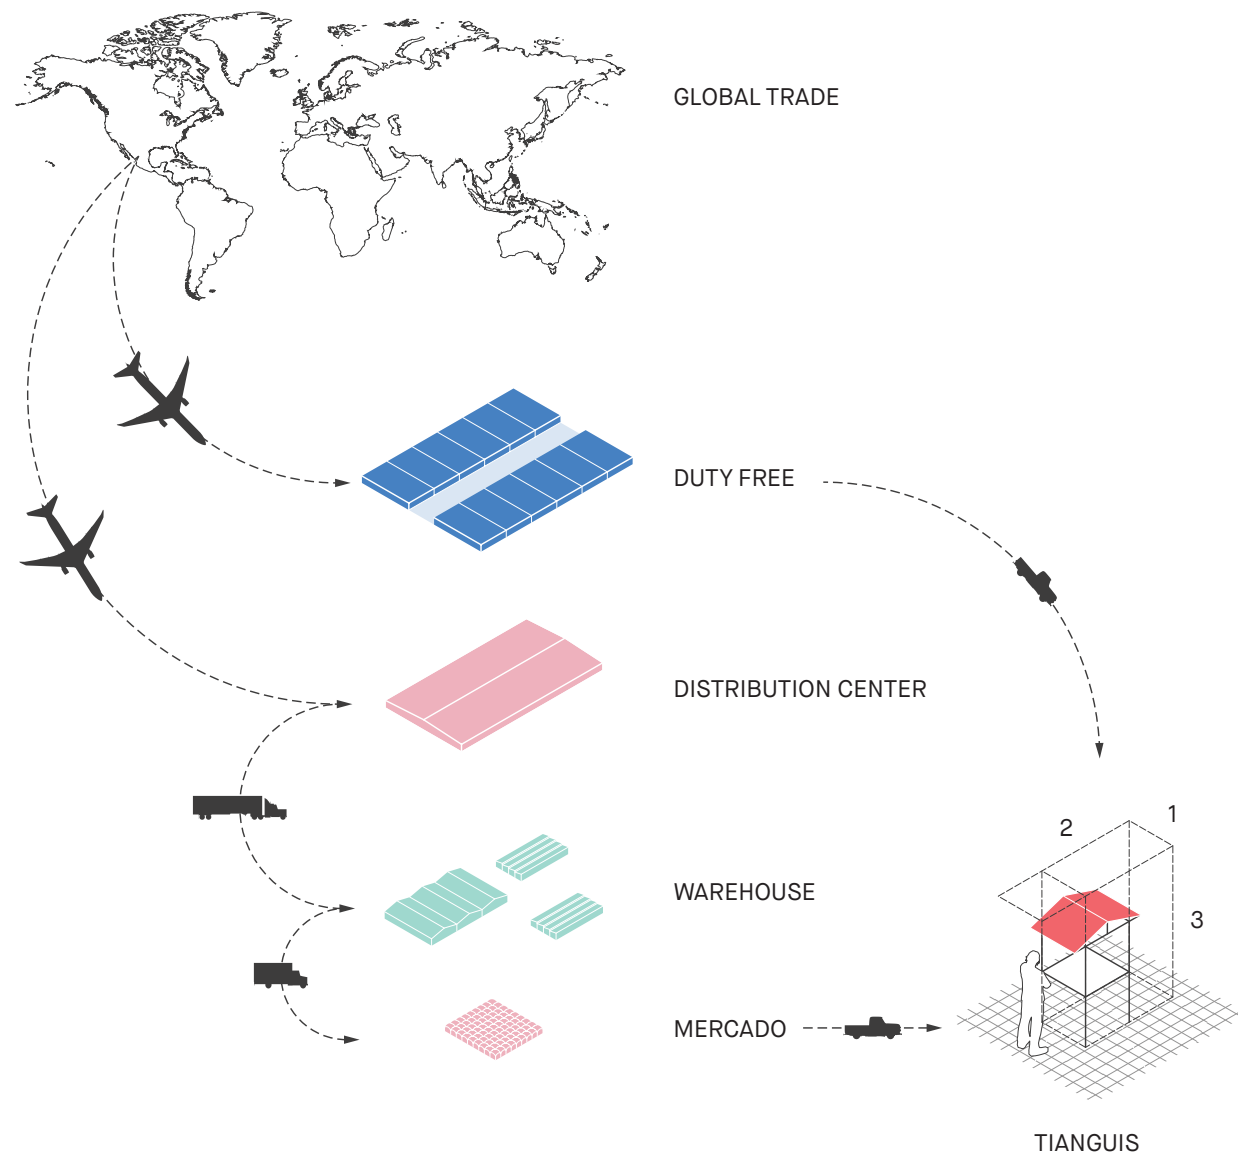 GLOBAL TRADE
DUTY FREE
DISTRIBUTION CENTER
1
2
WAREHOUSE
3
MERCADO
TIANGUIS